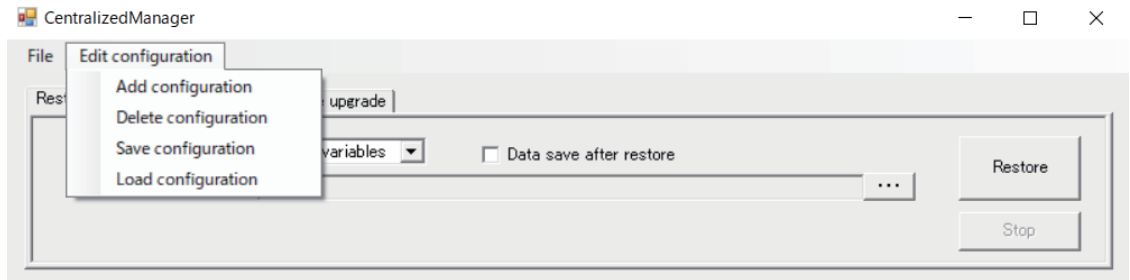 CentralizedManager
File Edit configuration
Add configuration
Delete configuration
Save configuration
Load configuration
upgrade
variables
Data save after restore
...
Restore
Stop